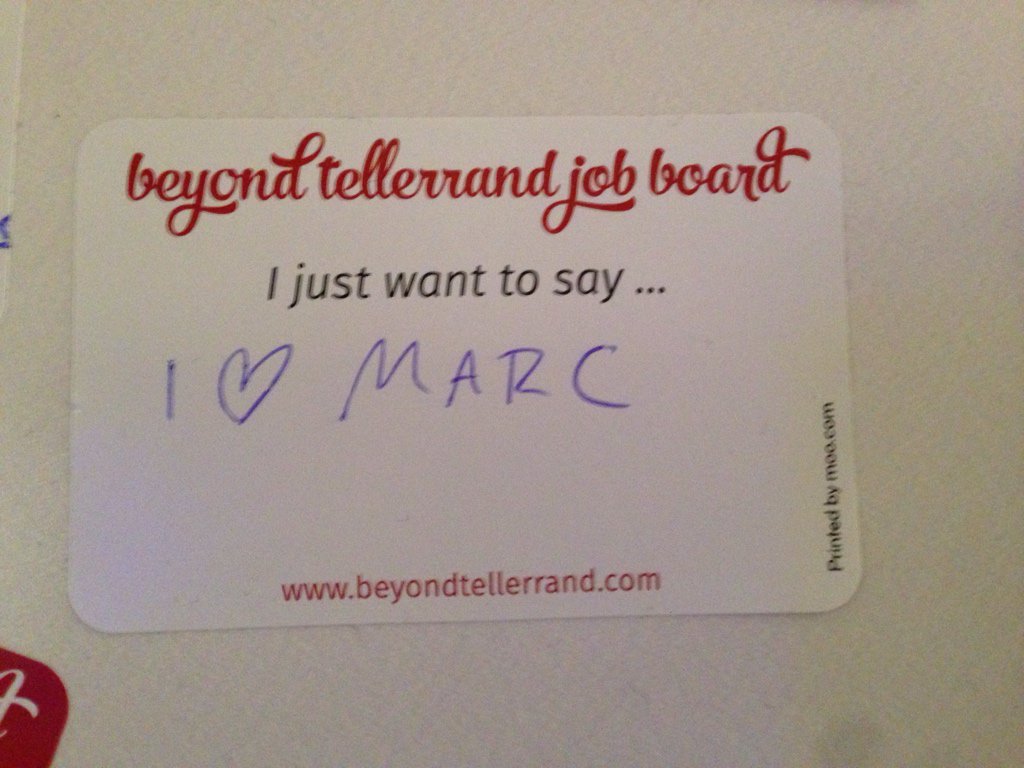 beyond tellerrand job board
I just want to say ...
I ♡ MARC
Printed by moo.com
www.beyondtellerrand.com